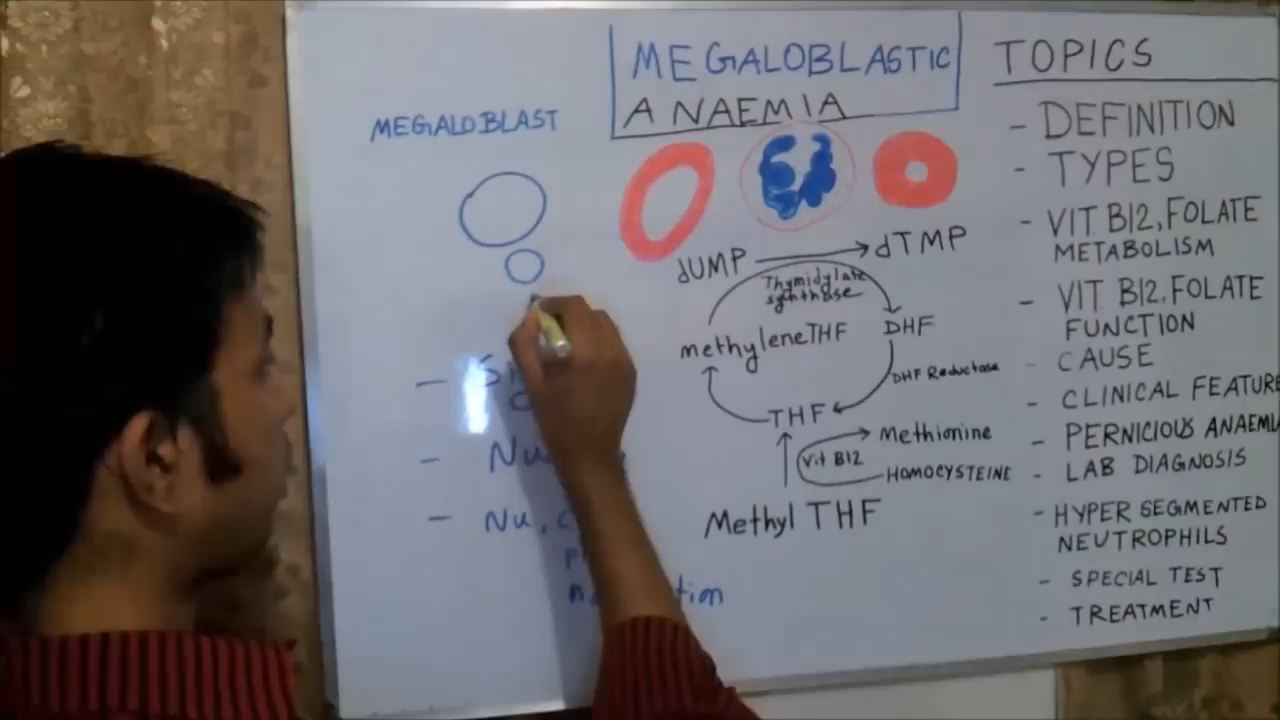 MEGALOBLASTIC
ANAEMIA
MEGALOBLAST
dUMP
dTMP
Thymidylate
synthase
methyleneTHF
DHF
DHF Reductase
THF
Methionine
Vit B12
HOMOCYSTEINE
Methyl THF
- Nu
- Nu. c
TOPICS
- DEFINITION
- TYPES
- VIT B12, FOLATE
METABOLISM
- VIT B12, FOLATE
FUNCTION
- CAUSE
- CLINICAL FEATURE
- PERNICIOUS ANAEMIA
- LAB DIAGNOSIS
- HYPER SEGMENTED
NEUTROPHILS
- SPECIAL TEST
- TREATMENT